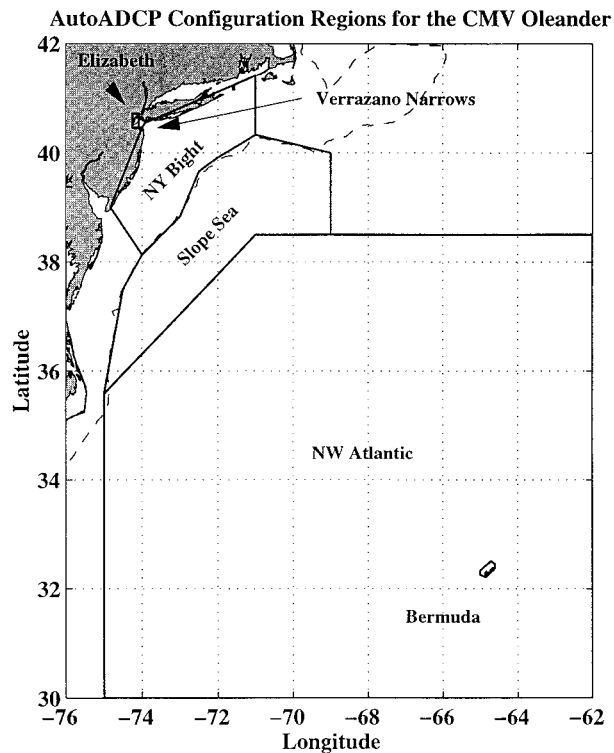 AutoADCP Configuration Regions for the CMV Oleander
42
Elizabeth
Verrazano Narrows
40
NY Bight
Slope Sea
38
36
Latitude
NW Atlantic
34
32
Bermuda
30
−76 −74 −72 −70 −68 −66 −64 −62
Longitude